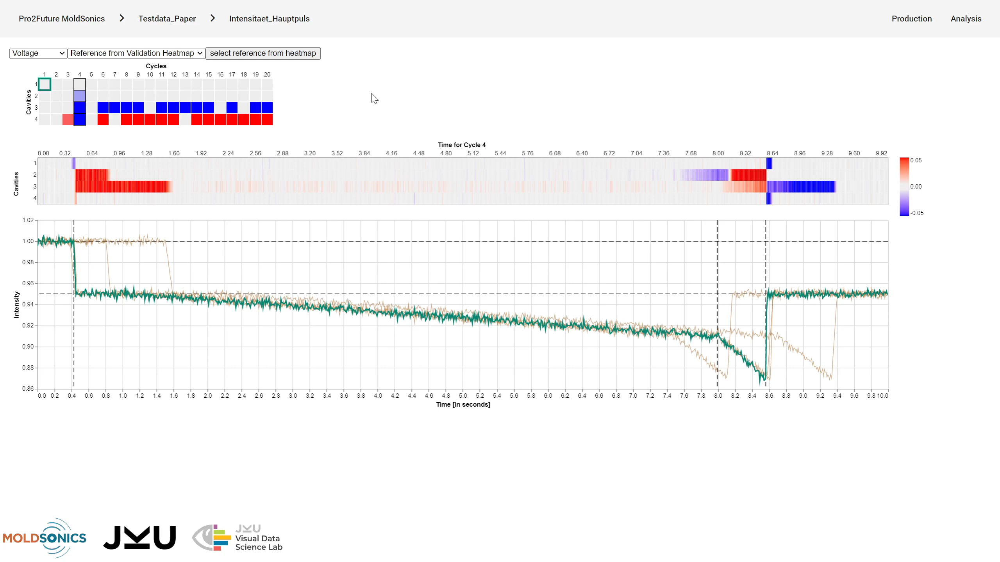 Pro2Future MoldSonics > Testdata_Paper > Intensitaet_Hauptpuls Production Analysis
Voltage Reference from Validation Heatmap select reference from heatmap
Cycles
1 2 3 4 5 6 7 8 9 10 11 12 13 14 15 16 17 18 19 20
Cavities
1
2
3
4
Time for Cycle 4
0.00 0.32 0.64 0.96 1.28 1.60 1.92 2.24 2.56 2.88 3.20 3.52 3.84 4.16 4.48 4.80 5.12 5.44 5.76 6.08 6.40 6.72 7.04 7.36 7.68 8.00 8.32 8.64 8.96 9.28 9.60 9.92
Cavities
1
2
3
4
0.05
0.00
-0.05
Intensity
1.02
1.00
0.98
0.96
0.94
0.92
0.90
0.88
0.86
0.0 0.2 0.4 0.6 0.8 1.0 1.2 1.4 1.6 1.8 2.0 2.2 2.4 2.6 2.8 3.0 3.2 3.4 3.6 3.8 4.0 4.2 4.4 4.6 4.8 5.0 5.2 5.4 5.6 5.8 6.0 6.2 6.4 6.6 6.8 7.0 7.2 7.4 7.6 7.8 8.0 8.2 8.4 8.6 8.8 9.0 9.2 9.4 9.6 9.8 10.0
Time [in seconds]
MOLDSONICS
JKU
JKU
Visual Data
Science Lab